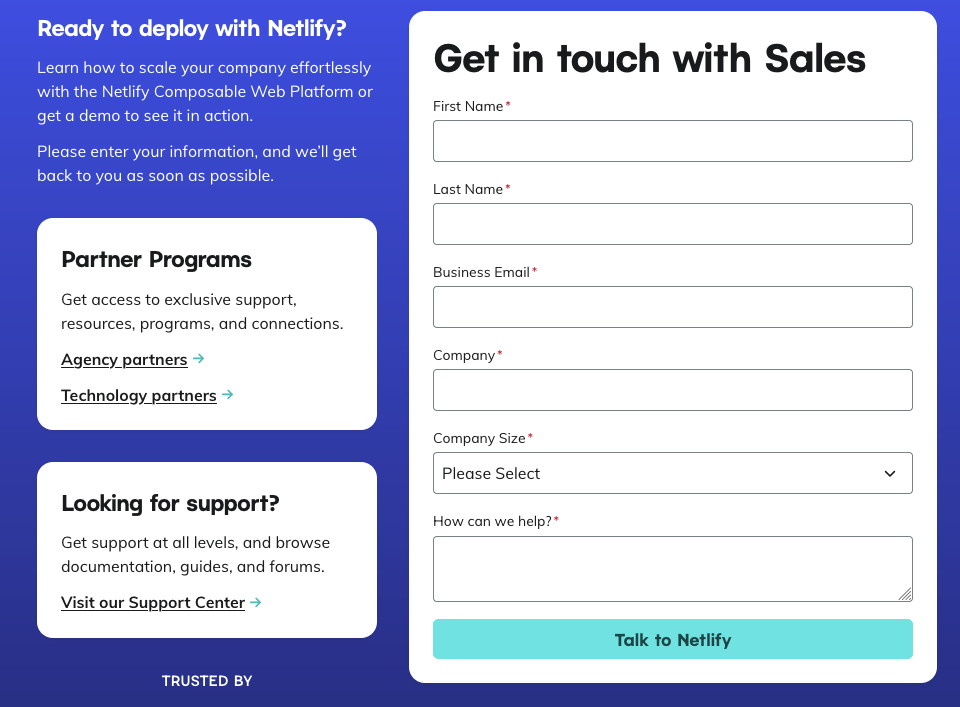 Ready to deploy with Netlify?
Learn how to scale your company effortlessly
with the Netlify Composable Web Platform or
get a demo to see it in action.
Please enter your information, and we’ll get
back to you as soon as possible.
Partner Programs
Get access to exclusive support,
resources, programs, and connections.
Agency partners →
Technology partners →
Looking for support?
Get support at all levels, and browse
documentation, guides, and forums.
Visit our Support Center →
TRUSTED BY
Get in touch with Sales
First Name*
Last Name*
Business Email*
Company*
Company Size*
Please Select
How can we help?*
Talk to Netlify